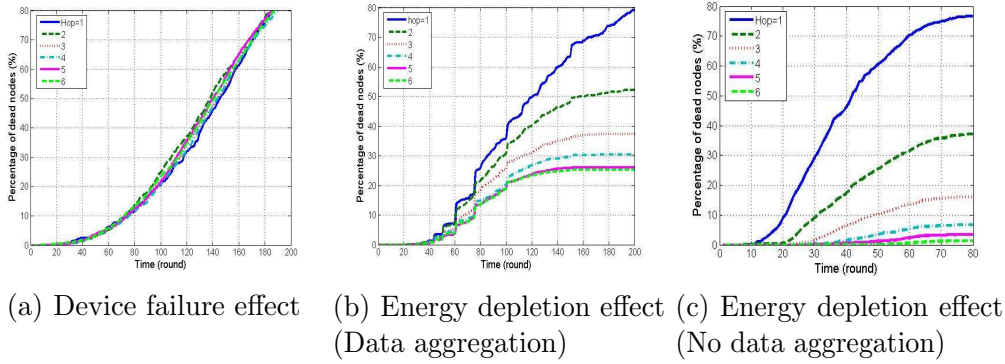 Percentage of dead nodes (%)
80
70
60
50
40
30
20
10
0
Hop=1
2
3
4
5
6
0 20 40 60 80 100 120 140 160 180 200
Time (round)
(a) Device failure effect
Percentage of dead nodes (%)
80
70
60
50
40
30
20
10
0
hop=1
2
3
4
5
6
0 20 40 60 80 100 120 140 160 180 200
Time (round)
(b) Energy depletion effect
(Data aggregation)
Percentage of dead nodes (%)
80
70
60
50
40
30
20
10
0
Hop=1
2
3
4
5
6
0 10 20 30 40 50 60 70 80
Time (round)
(c) Energy depletion effect
(No data aggregation)